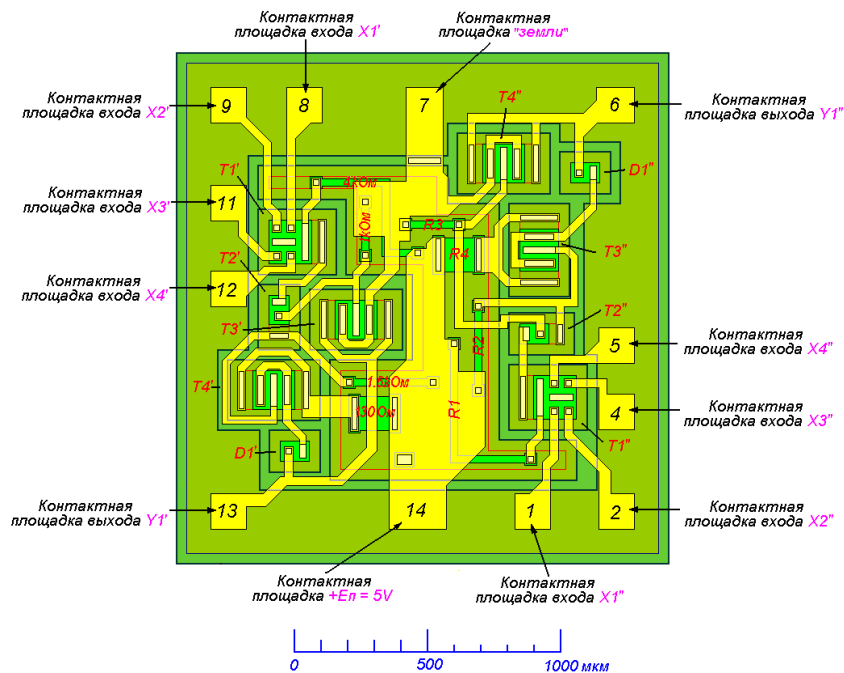 Контактная
площадка входа X1'
Контактная
площадка "земли"
Контактная
площадка входа X2'
9
8
7
T4"
6
Контактная
площадка выхода Y1"
T1'
4кОм
D1"
Контактная
площадка входа X3'
11
1кОм
R3
R4
T3"
T2'
Контактная
площадка входа X4'
12
T3'
T2"
R2
5
Контактная
площадка входа X4"
T4'
1.6кОм
130Ом
R1
4
Контактная
площадка входа X3"
D1'
T1"
Контактная
площадка выхода Y1'
13
14
1
2
Контактная
площадка входа X2"
Контактная
площадка +Eп = 5V
Контактная
площадка входа X1"
0
500
1000 мкм